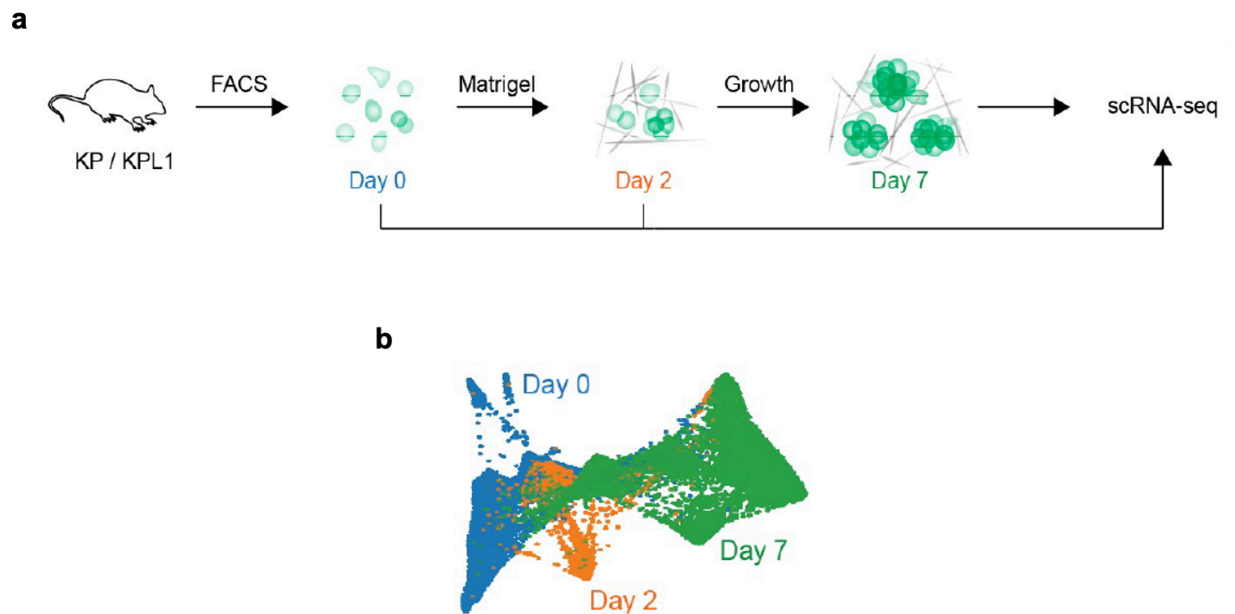 a
FACS
Matrigel
Growth
scRNA-seq
KP / KPL1
Day 0
Day 2
Day 7
b
Day 0
Day 7
Day 2